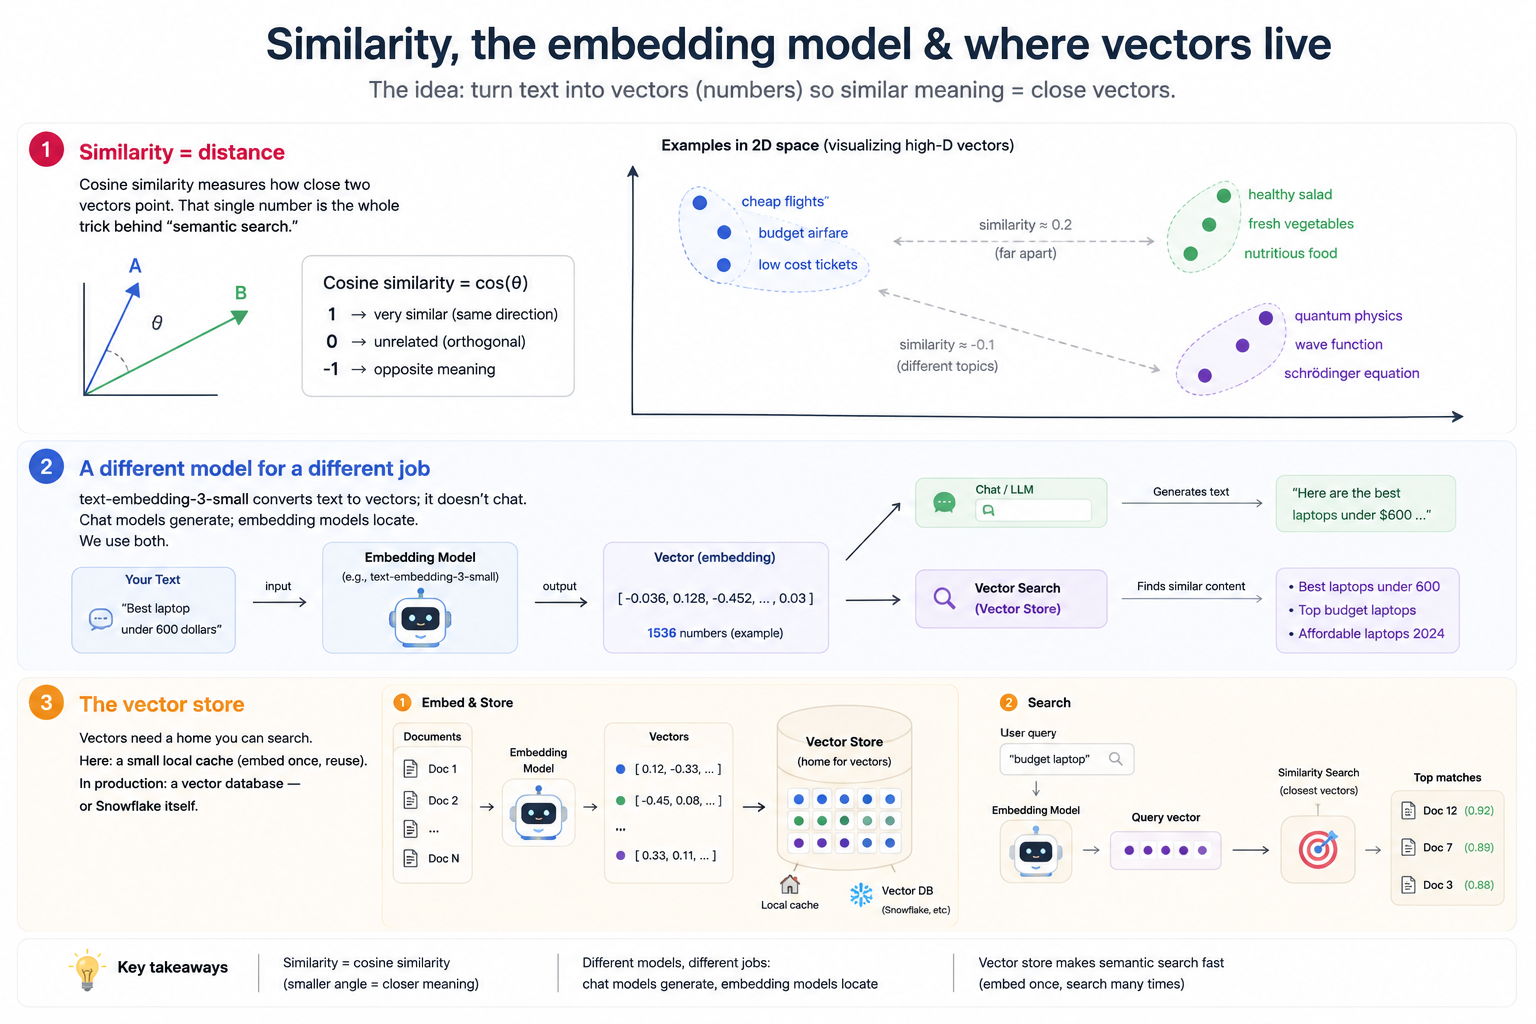 Similarity, the embedding model & where vectors live
The idea: turn text into vectors (numbers) so similar meaning = close vectors.
1
Similarity = distance
Cosine similarity measures how close two
vectors point. That single number is the whole
trick behind “semantic search.”
A
B
θ
Cosine similarity = cos(θ)
1 → very similar (same direction)
0 → unrelated (orthogonal)
-1 → opposite meaning
Examples in 2D space (visualizing high-D vectors)
cheap flights”
budget airfare
low cost tickets
similarity ≈ 0.2
(far apart)
healthy salad
fresh vegetables
nutritious food
similarity ≈ -0.1
(different topics)
quantum physics
wave function
schrödinger equation
2
A different model for a different job
text-embedding-3-small converts text to vectors; it doesn’t chat.
Chat models generate; embedding models locate.
We use both.
Your Text
“Best laptop
under 600 dollars”
input
Embedding Model
(e.g., text-embedding-3-small)
output
Vector (embedding)
[ -0.036, 0.128, -0.452, ... , 0.03 ]
1536 numbers (example)
Chat / LLM
Generates text
“Here are the best
laptops under $600 ...”
Vector Search
(Vector Store)
Finds similar content
• Best laptops under 600
• Top budget laptops
• Affordable laptops 2024
3
The vector store
Vectors need a home you can search.
Here: a small local cache (embed once, reuse).
In production: a vector database —
or Snowflake itself.
1 Embed & Store
Documents
Doc 1
Doc 2
...
Doc N
Embedding
Model
Vectors
[ 0.12, -0.33, ... ]
[ -0.45, 0.08, ... ]
...
[ 0.33, 0.11, ... ]
Vector Store
(home for vectors)
Local cache
Vector DB
(Snowflake, etc)
2 Search
User query
“budget laptop”
Embedding Model
Query vector
Similarity Search
(closest vectors)
Top matches
Doc 12 (0.92)
Doc 7 (0.89)
Doc 3 (0.88)
Key takeaways
Similarity = cosine similarity
(smaller angle = closer meaning)
Different models, different jobs:
chat models generate, embedding models locate
Vector store makes semantic search fast
(embed once, search many times)